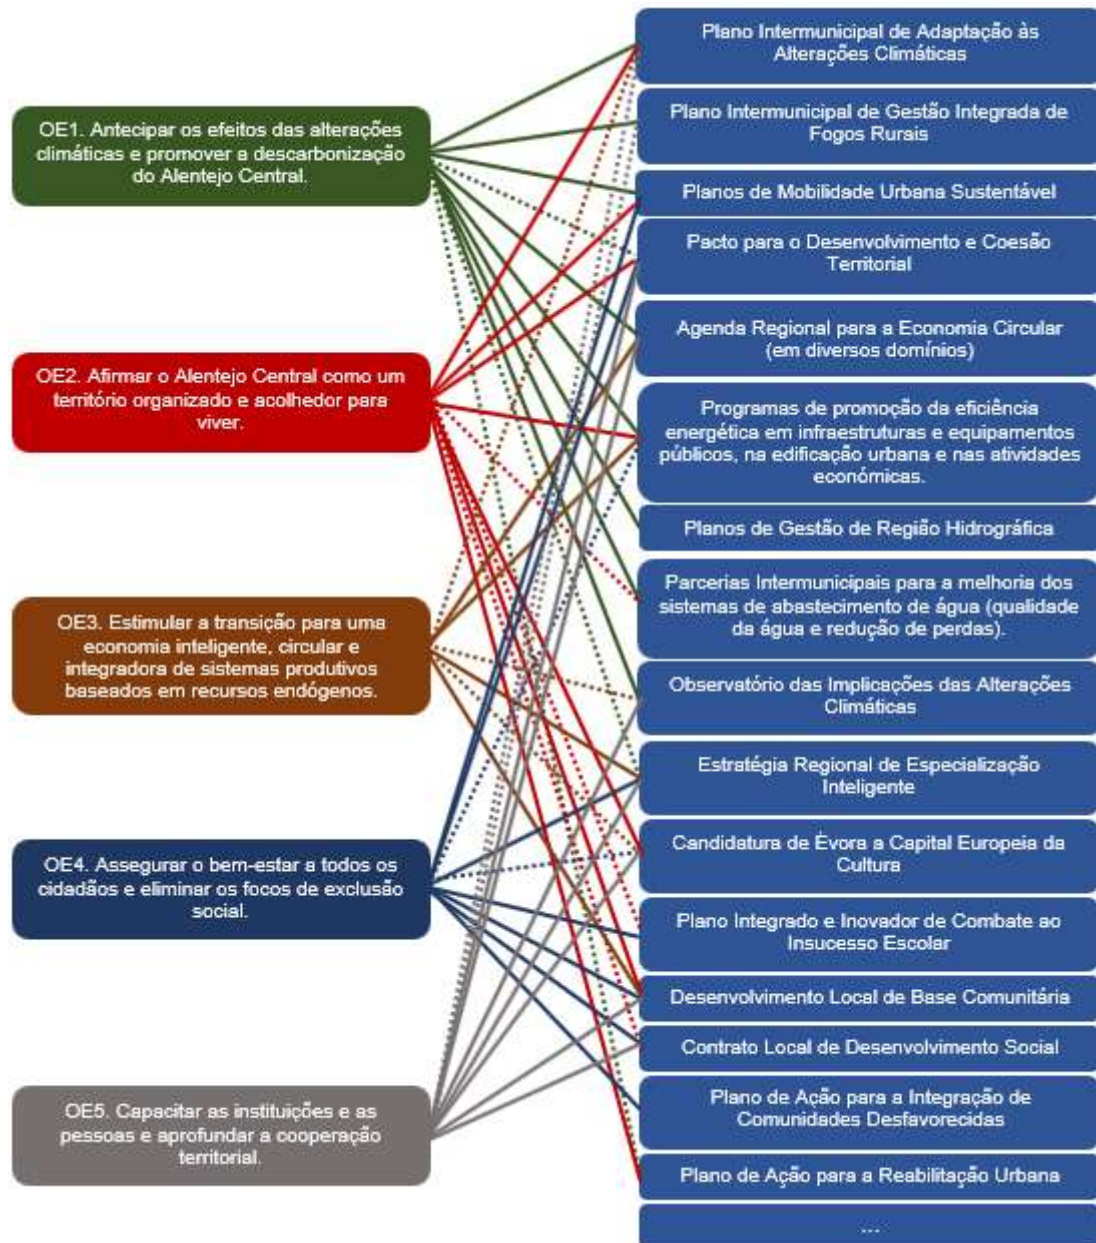 OE1. Antecipar os efeitos das alterações
climáticas e promover a descarbonização
do Alentejo Central.
OE2. Afirmar o Alentejo Central como um
território organizado e acolhedor para
viver.
OE3. Estimular a transição para uma
economia inteligente, circular e
integradora de sistemas produtivos
baseados em recursos endógenos.
OE4. Assegurar o bem-estar a todos os
cidadãos e eliminar os focos de exclusão
social.
OE5. Capacitar as instituições e as
pessoas e aprofundar a cooperação
territorial.
Plano Intermunicipal de Adaptação às
Alterações Climáticas
Plano Intermunicipal de Gestão Integrada de
Fogos Rurais
Planos de Mobilidade Urbana Sustentável
Pacto para o Desenvolvimento e Coesão
Territorial
Agenda Regional para a Economia Circular
(em diversos domínios)
Programas de promoção da eficiência
energética em infraestruturas e equipamentos
públicos, na edificação urbana e nas atividades
económicas.
Planos de Gestão de Região Hidrográfica
Parcerias Intermunicipais para a melhoria dos
sistemas de abastecimento de água (qualidade
da água e redução de perdas).
Observatório das Implicações das Alterações
Climáticas
Estratégia Regional de Especialização
Inteligente
Candidatura de Évora a Capital Europeia da
Cultura
Plano Integrado e Inovador de Combate ao
Insucesso Escolar
Desenvolvimento Local de Base Comunitária
Contrato Local de Desenvolvimento Social
Plano de Ação para a Integração de
Comunidades Desfavorecidas
Plano de Ação para a Reabilitação Urbana
...